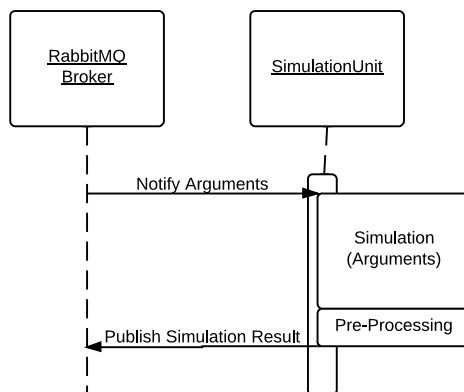 RabbitMQ
Broker
SimulationUnit
Notify Arguments
Simulation
(Arguments)
Pre-Processing
Publish Simulation Result